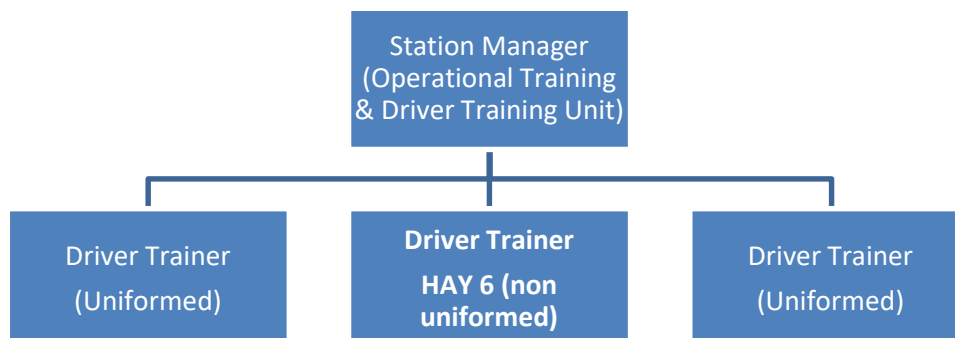 Station Manager
(Operational Training
& Driver Training Unit)
Driver Trainer
(Uniformed)
Driver Trainer
HAY 6 (non
uniformed)
Driver Trainer
(Uniformed)